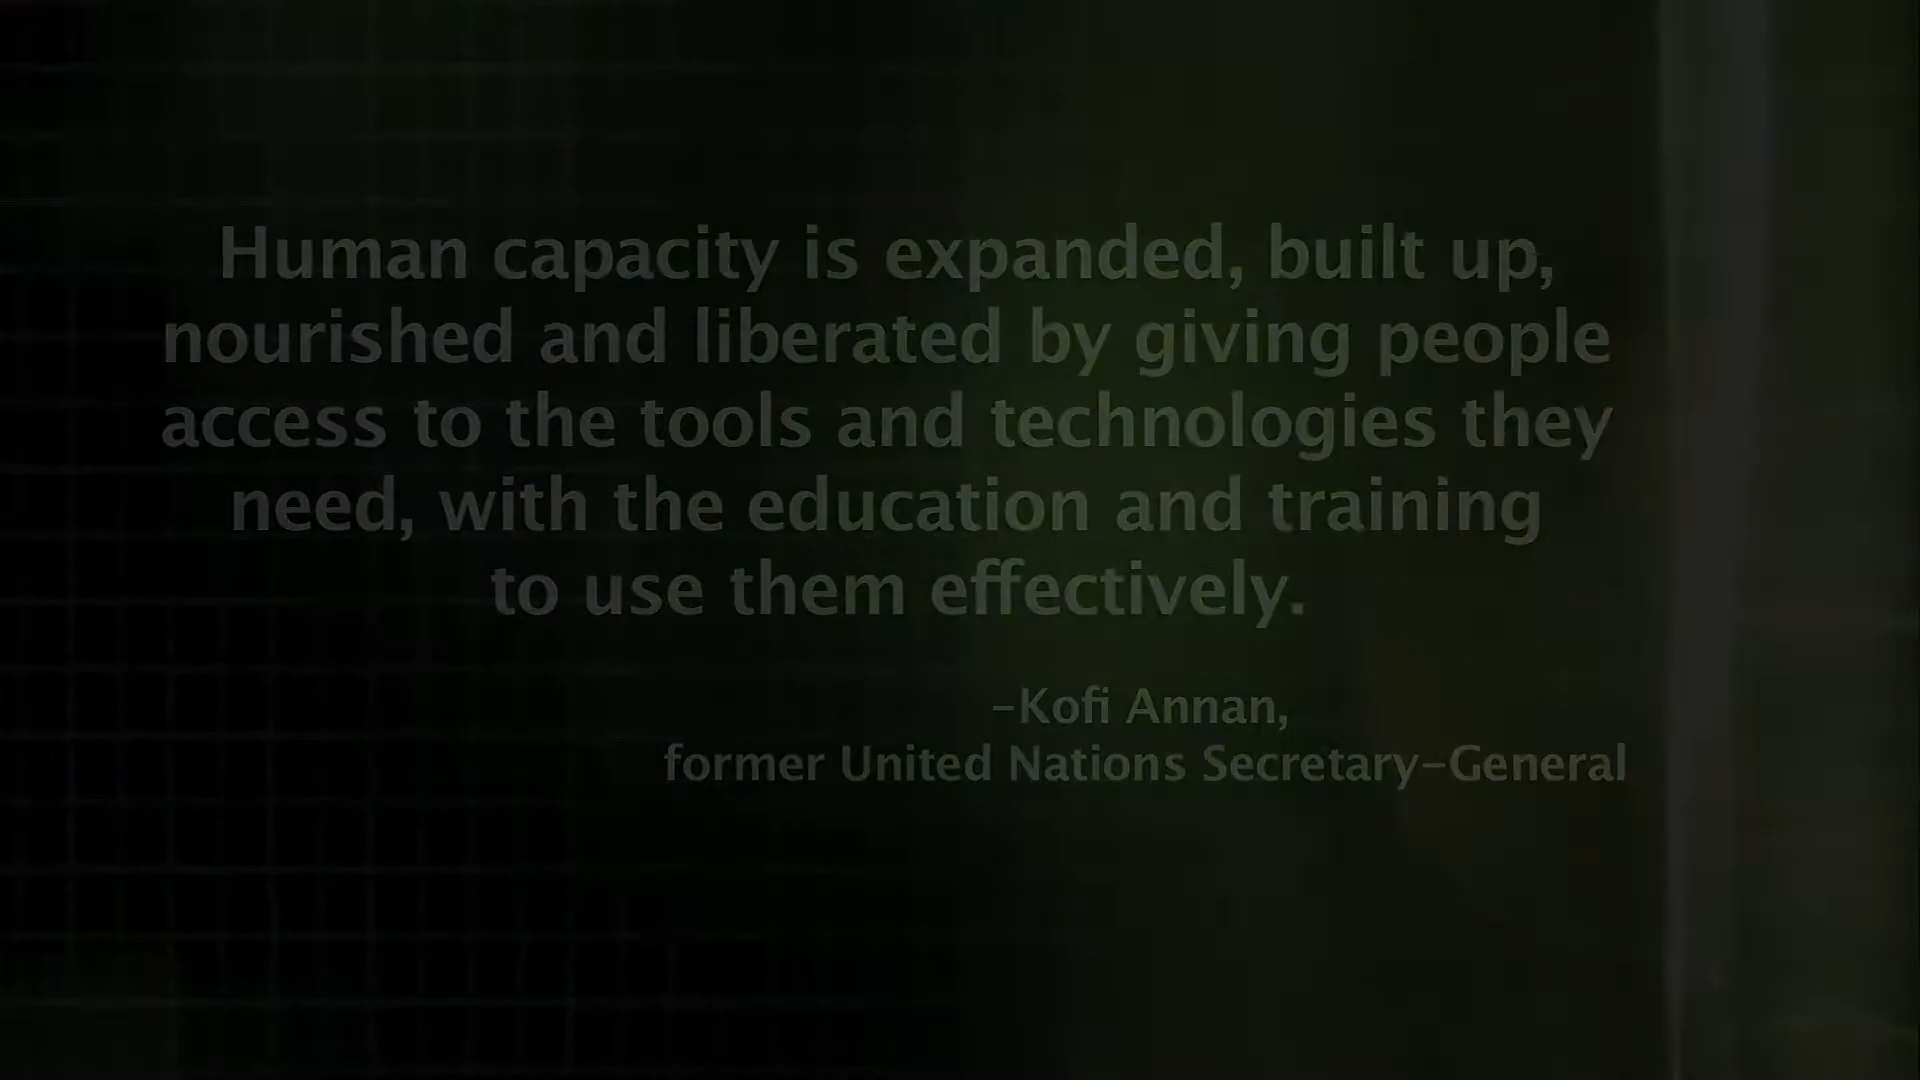 Human capacity is expanded, built up,
nourished and liberated by giving people
access to the tools and technologies they
need, with the education and training
to use them effectively.
–Kofi Annan,
former United Nations Secretary–General